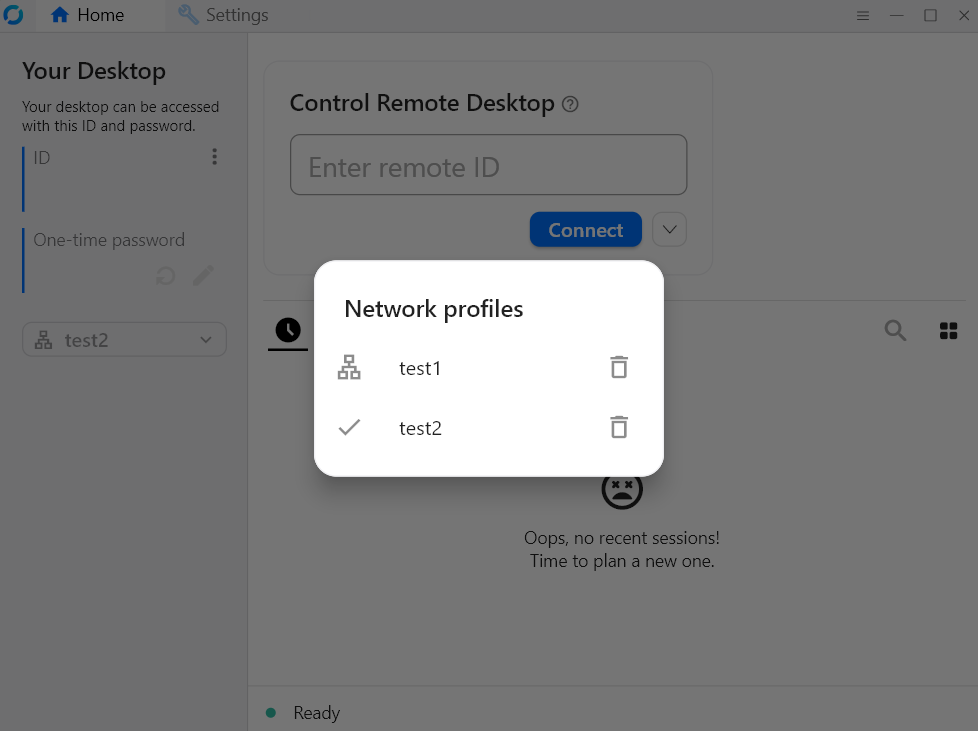 Home
Settings
Your Desktop
Your desktop can be accessed
with this ID and password.
ID
One-time password
test2
Control Remote Desktop
Enter remote ID
Connect
Network profiles
test1
test2
Oops, no recent sessions!
Time to plan a new one.
Ready